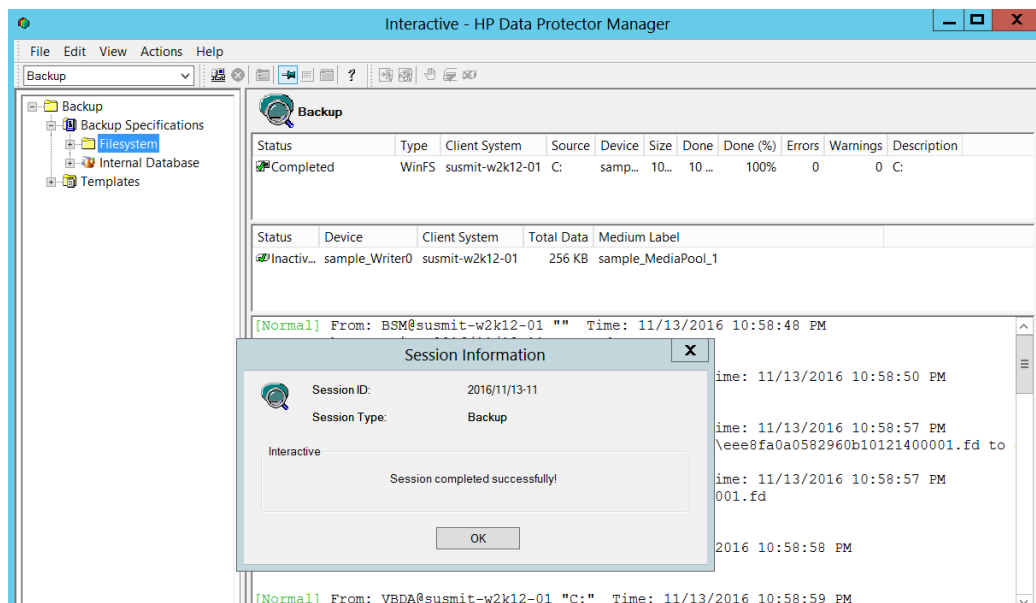 Interactive - HP Data Protector Manager
File Edit View Actions Help
Backup
Backup
Backup Specifications
Filesystem
Internal Database
Templates
Backup
Status Type Client System Source Device Size Done Done (%) Errors Warnings Description
Completed WinFS susmit-w2k12-01 C: samp... 10... 10 ... 100% 0 0 C:
Status Device Client System Total Data Medium Label
Inactiv... sample_Writer0 susmit-w2k12-01 256 KB sample_MediaPool_1
[Normal] From: BSM@susmit-w2k12-01 "" Time: 11/13/2016 10:58:48 PM
ime: 11/13/2016 10:58:50 PM
ime: 11/13/2016 10:58:57 PM
\eee8fa0a0582960b10121400001.fd to
ime: 11/13/2016 10:58:57 PM
001.fd
2016 10:58:58 PM
[Normal] From: VBDA@susmit-w2k12-01 "C:" Time: 11/13/2016 10:58:59 PM
Session Information
Session ID: 2016/11/13-11
Session Type: Backup
Interactive
Session completed successfully!
OK